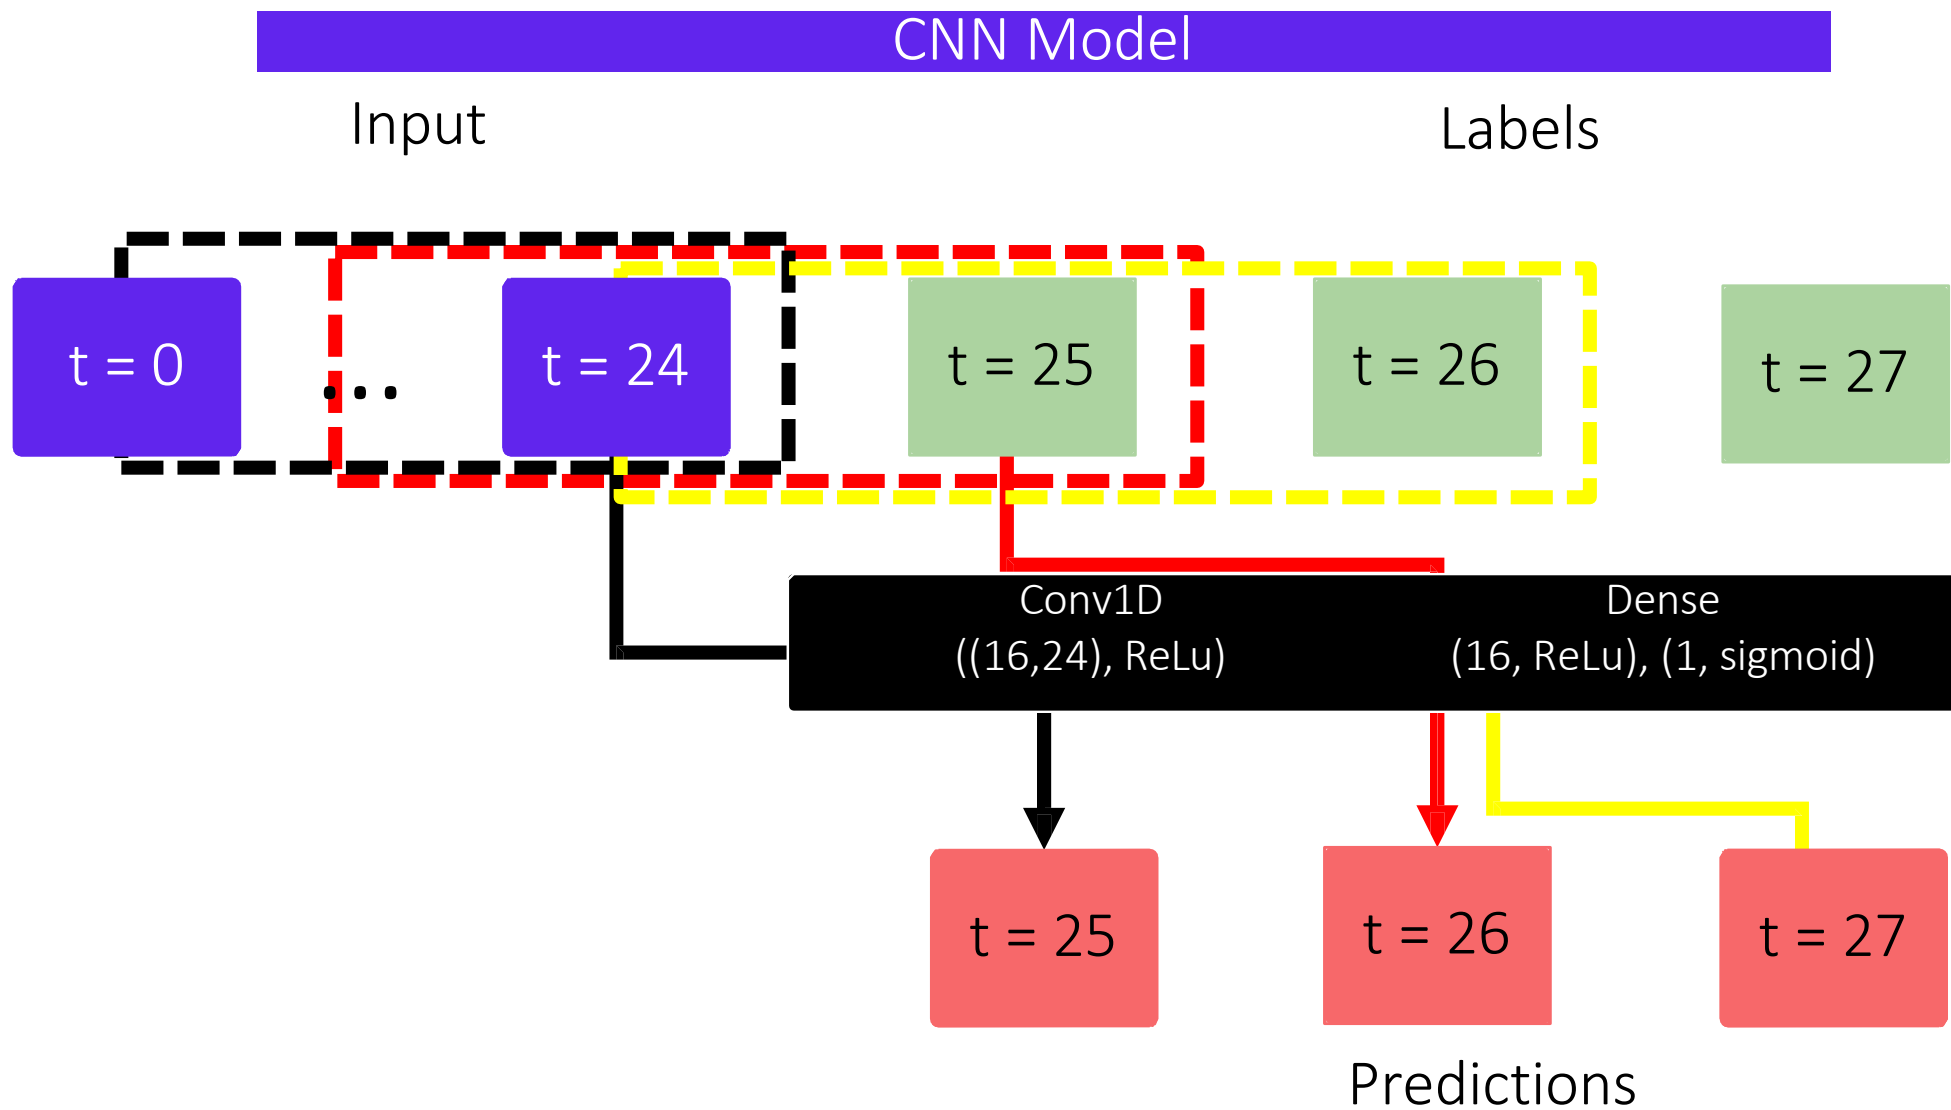 CNN Model
Input
Labels
t = 0
...
t = 24
t = 25
t = 26
t = 27
Conv1D
((16,24), ReLu)
Dense
(16, ReLu), (1, sigmoid)
t = 25
t = 26
t = 27
Predictions